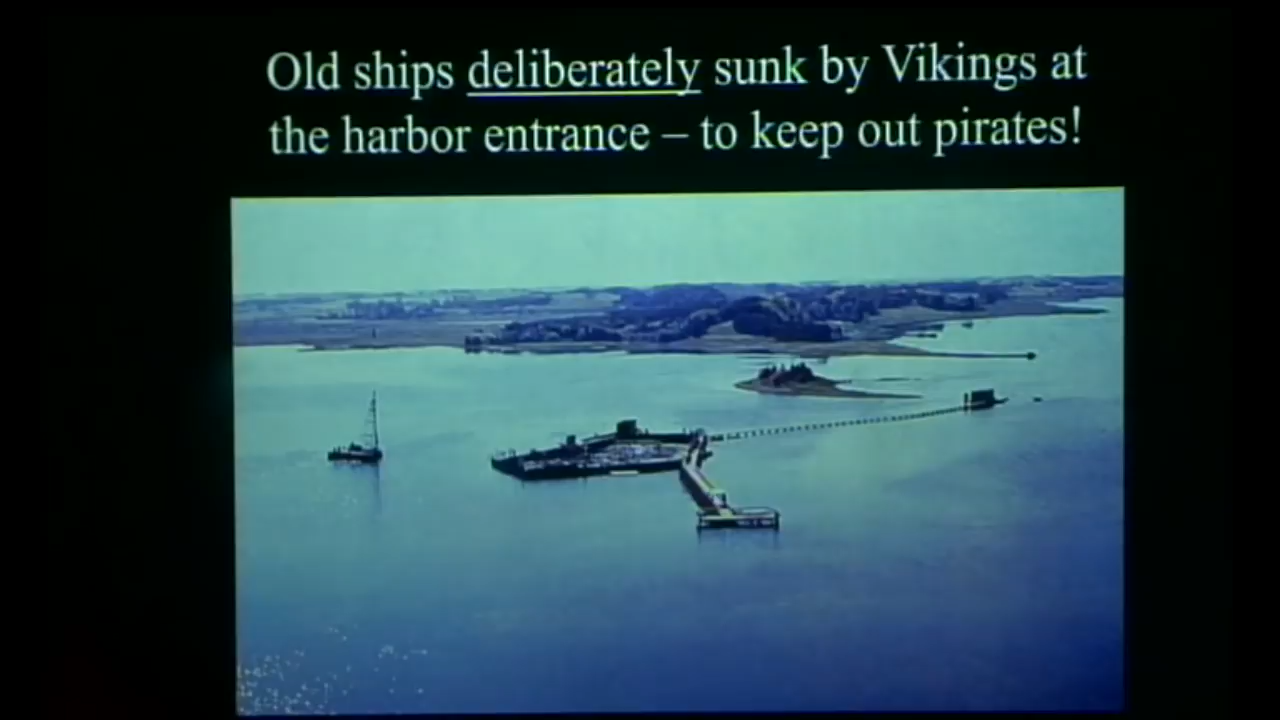 Old ships deliberately sunk by Vikings at
the harbor entrance – to keep out pirates!